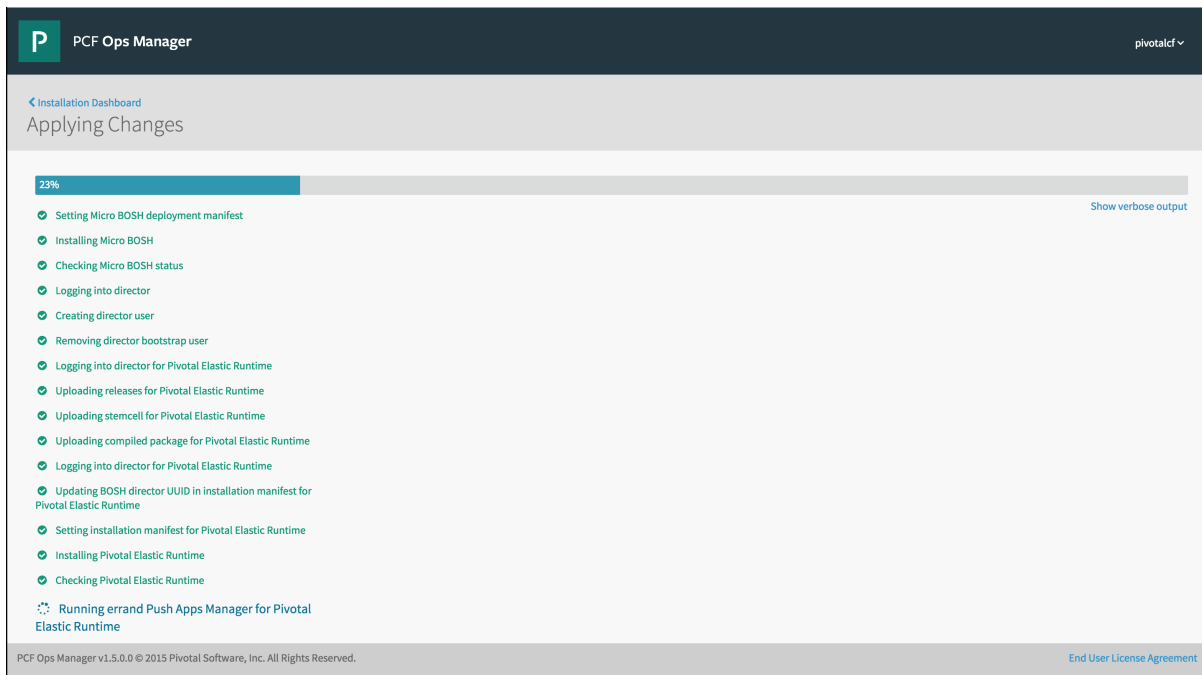 P PCF Ops Manager
pivotalcf
Installation Dashboard
Applying Changes
23%
Show verbose output
Setting Micro BOSH deployment manifest
Installing Micro BOSH
Checking Micro BOSH status
Logging into director
Creating director user
Removing director bootstrap user
Logging into director for Pivotal Elastic Runtime
Uploading releases for Pivotal Elastic Runtime
Uploading stemcell for Pivotal Elastic Runtime
Uploading compiled package for Pivotal Elastic Runtime
Logging into director for Pivotal Elastic Runtime
Updating BOSH director UUID in installation manifest for
Pivotal Elastic Runtime
Setting installation manifest for Pivotal Elastic Runtime
Installing Pivotal Elastic Runtime
Checking Pivotal Elastic Runtime
Running errand Push Apps Manager for Pivotal
Elastic Runtime
PCF Ops Manager v1.5.0.0 © 2015 Pivotal Software, Inc. All Rights Reserved.
End User License Agreement